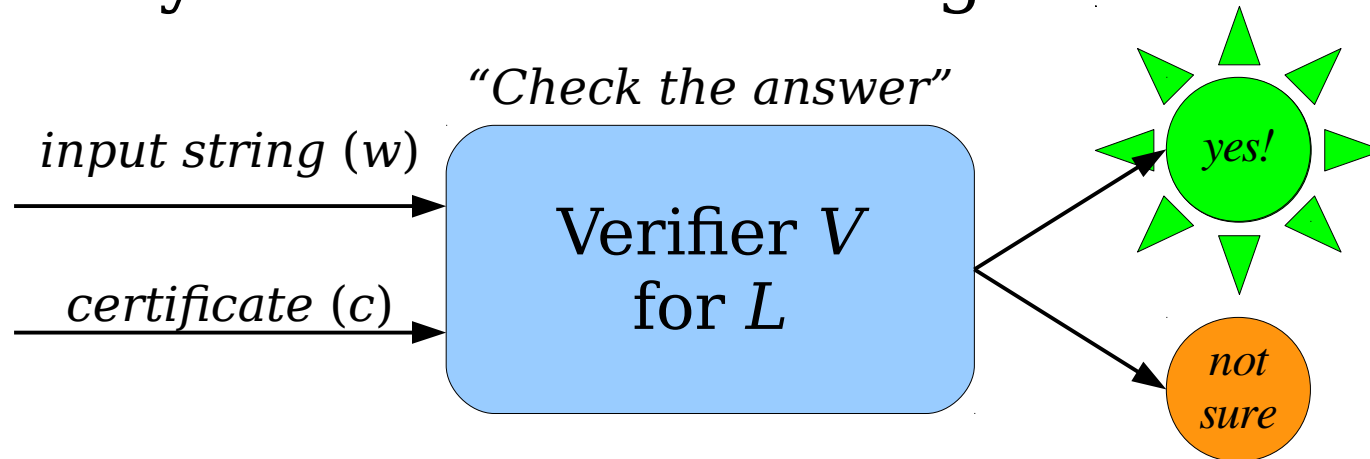 “Check the answer”
input string (w)
certificate (c)
Verifier V
for L
yes!
not
sure